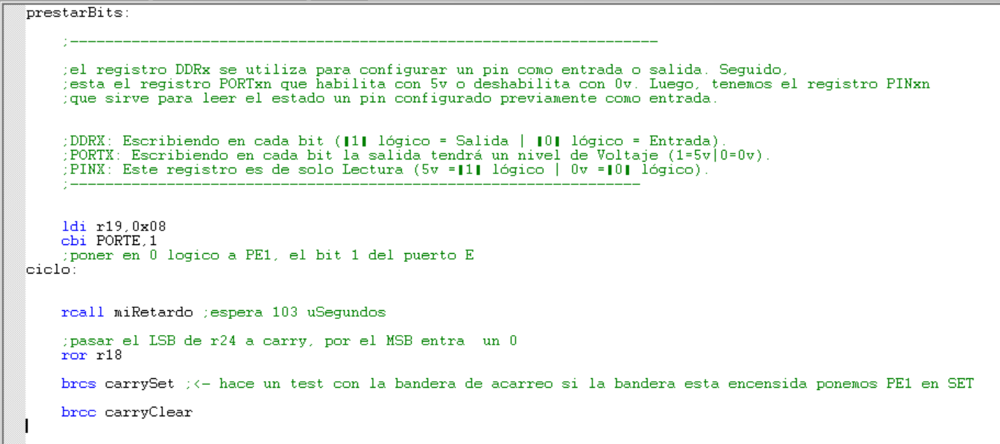 prestarBits:
;-------------------------------------------------------------------
;el registro DDRx se utiliza para configurar un pin como entrada o salida. Seguido,
;esta el registro PORTxn que habilita con 5v o deshabilita con 0v. Luego, tenemos el registro PINxn
;que sirve para leer el estado un pin configurado previamente como entrada.
;DDRX: Escribiendo en cada bit (▯1▯ lógico = Salida | ▯0▯ lógico = Entrada).
;PORTX: Escribiendo en cada bit la salida tendrá un nivel de Voltaje (1=5v|0=0v).
;PINX: Este registro es de solo Lectura (5v =▯1▯ lógico | 0v =▯0▯ lógico).
;-----------------------------------------------------------------
ldi r19,0x08
cbi PORTE,1
;poner en 0 logico a PE1, el bit 1 del puerto E
ciclo:
rcall miRetardo ;espera 103 uSegundos
;pasar el LSB de r24 a carry, por el MSB entra  un 0
ror r18
brcs carrySet ;<- hace un test con la bandera de acarreo si la bandera esta encensida ponemos PE1 en SET
brcc carryClear